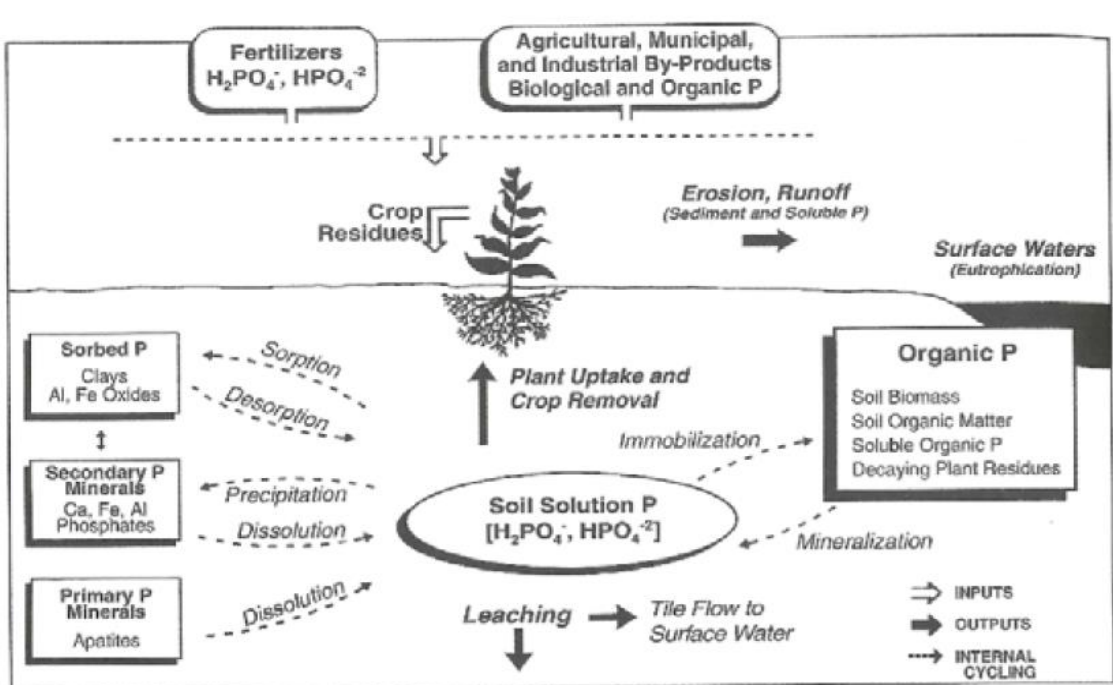 Fertilizers
H₂PO₄⁻, HPO₄⁻²
Agricultural, Municipal,
and Industrial By-Products
Biological and Organic P
Crop
Residues
Erosion, Runoff
(Sediment and Soluble P)
Surface Waters
(Eutrophication)
Sorbed P
Clays
Al, Fe Oxides
Sorption
Desorption
Plant Uptake and
Crop Removal
Organic P
Soil Biomass
Soil Organic Matter
Soluble Organic P
Decaying Plant Residues
Immobilization
Secondary P
Minerals
Ca, Fe, Al
Phosphates
Precipitation
Dissolution
Soil Solution P
[H₂PO₄⁻, HPO₄⁻²]
Mineralization
Primary P
Minerals
Apatites
Dissolution
Leaching
Tile Flow to
Surface Water
INPUTS
OUTPUTS
INTERNAL
CYCLING